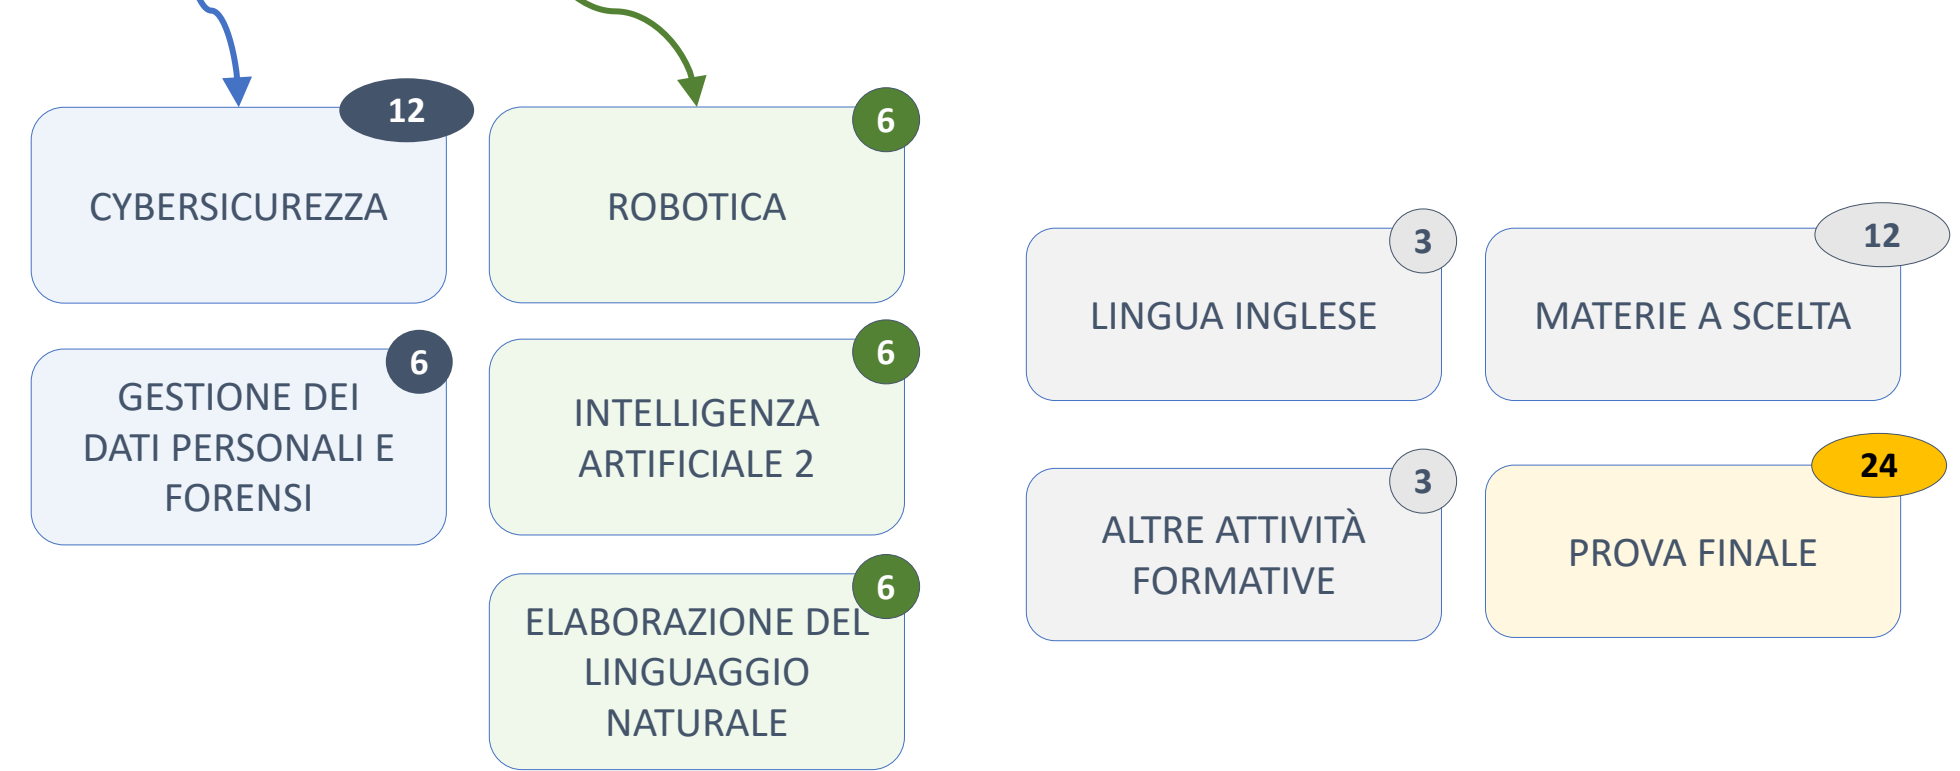 12
CYBERSICUREZZA
6
GESTIONE DEI
DATI PERSONALI E
FORENSI
6
ROBOTICA
6
INTELLIGENZA
ARTIFICIALE 2
6
ELABORAZIONE DEL
LINGUAGGIO
NATURALE
3
LINGUA INGLESE
12
MATERIE A SCELTA
3
ALTRE ATTIVITÀ
FORMATIVE
24
PROVA FINALE